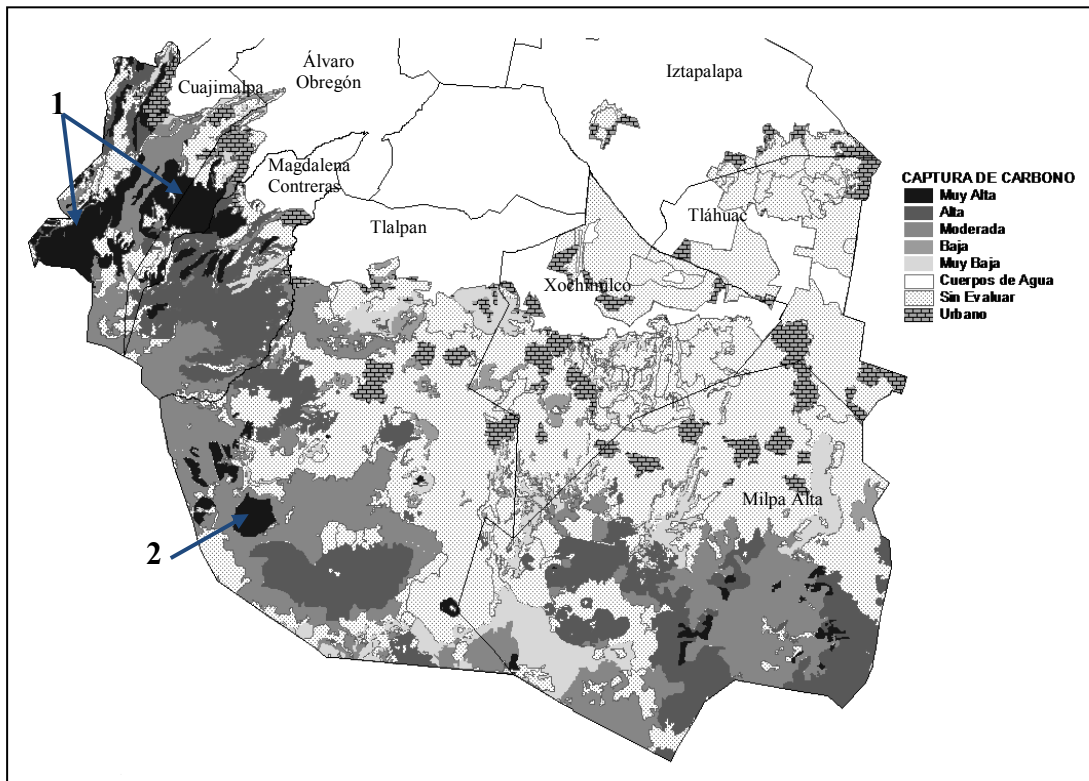 Álvaro
Obregón
Iztapalapa
Cuajimalpa
1
Magdalena
Contreras
Tlalpan
Tláhuac
Xochimilco
Milpa Alta
2
CAPTURA DE CARBONO
Muy Alta
Alta
Moderada
Baja
Muy Baja
Cuerpos de Agua
Sin Evaluar
Urbano